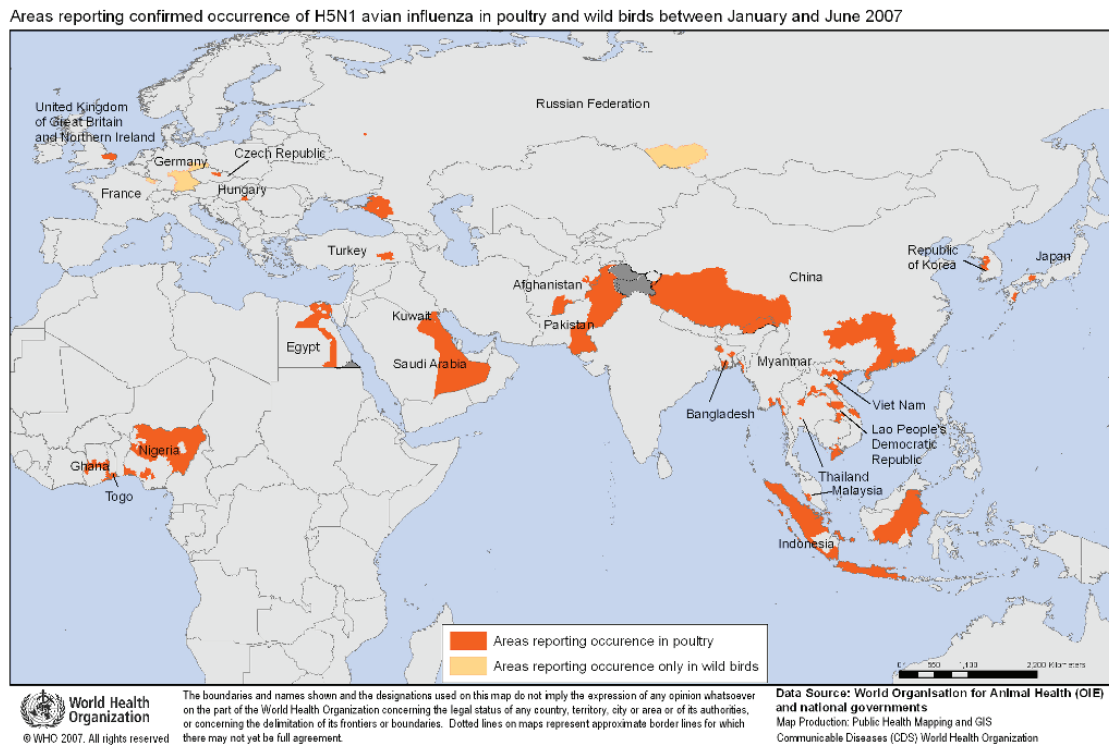 Areas reporting confirmed occurrence of H5N1 avian influenza in poultry and wild birds between January and June 2007
United Kingdom
of Great Britain
and Northern Ireland
Russian Federation
Germany
Czech Republic
France
Hungary
Turkey
Republic
of Korea
Japan
China
Afghanistan
Kuwait
Pakistan
Egypt
Saudi Arabia
Myanmar
Bangladesh
Viet Nam
Lao People's
Democratic
Republic
Nigeria
Ghana
Togo
Thailand
Malaysia
Indonesia
Areas reporting occurence in poultry
Areas reporting occurence only in wild birds
0 550 1,100 2,200 Kilometers
World Health
Organization
© WHO 2007. All rights reserved
The boundaries and names shown and the designations used on this map do not imply the expression of any opinion whatsoever
on the part of the World Health Organization concerning the legal status of any country, territory, city or area or of its authorities,
or concerning the delimitation of its frontiers or boundaries. Dotted lines on maps represent approximate border lines for which
there may not yet be full agreement.
Data Source: World Organisation for Animal Health (OIE)
and national governments
Map Production: Public Health Mapping and GIS
Communicable Diseases (CDS) World Health Organization